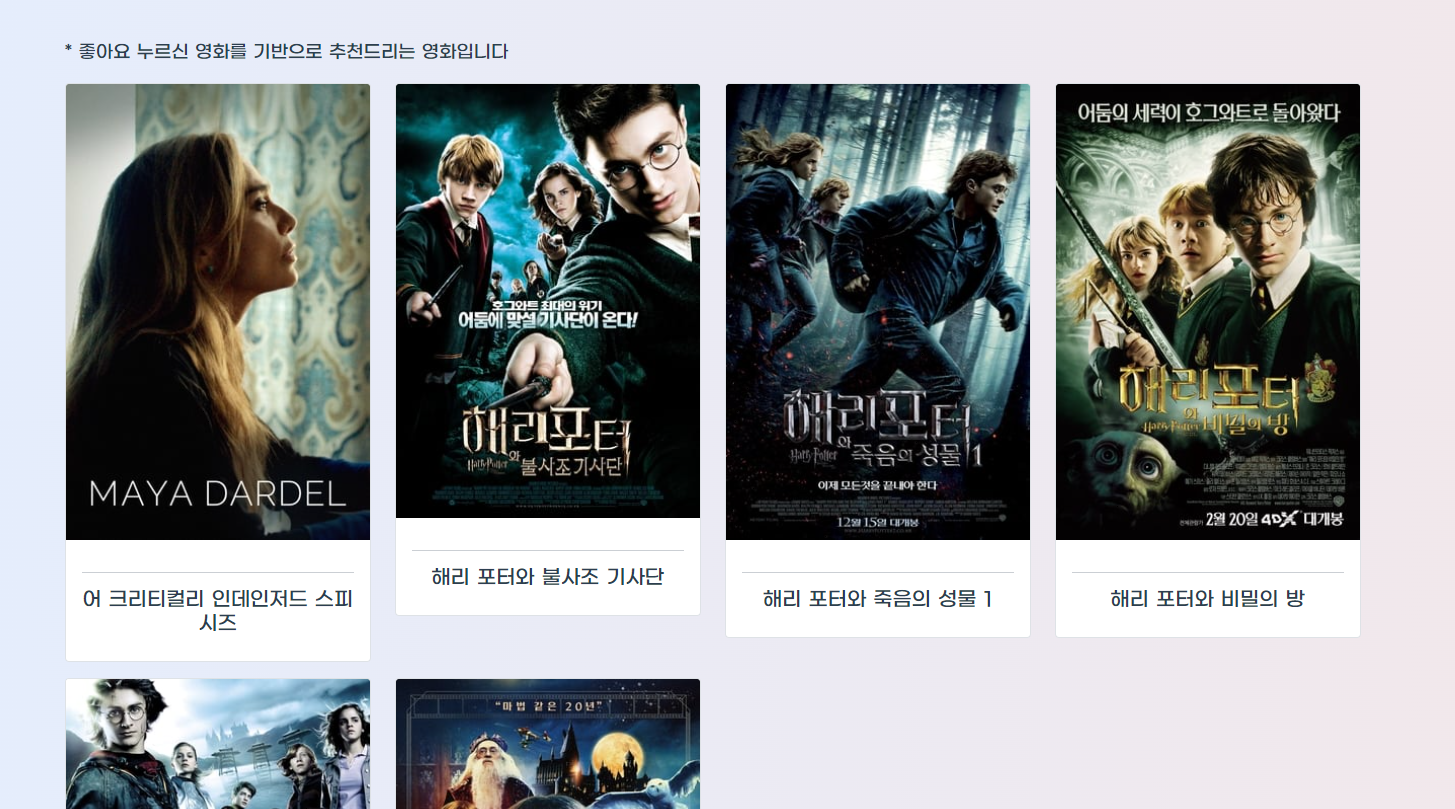 * 좋아요 누르신 영화를 기반으로 추천드리는 영화입니다
MAYA DARDEL
어 크리티컬리 인데인저드 스피
시즈
호그와트 최대의 위기
어둠에 맞설 기사단이 온다!
해리포터
Harry Potter 와 불사조 기사단
해리 포터와 불사조 기사단
해리포터
와
Harry Potter 죽음의 성물 1
이제 모든것을 끝내야 한다
12월 15일 대개봉
해리 포터와 죽음의 성물 1
어둠의 세력이 호그와트로 돌아왔다
해리포터
와
Harry Potter 비밀의 방
2월 20일 4DX 대개봉
해리 포터와 비밀의 방
“마법 같은 20년”